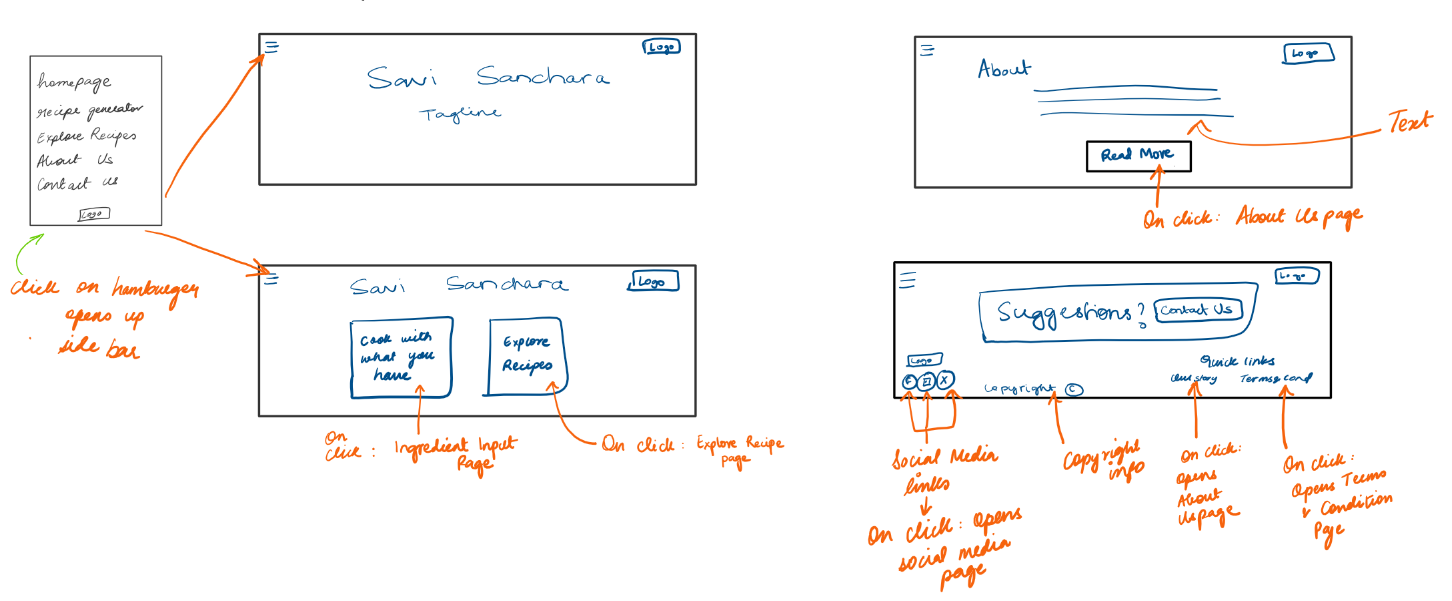 homepage
recipe generator
Explore Recipes
About Us
Contact us
Logo
Click on hamburger
opens up
side bar
Logo
Savi Sanchara
Tagline
Savi Sanchara
Logo
Cook with
what you
have
Explore
Recipes
On
click : Ingredient Input
Page
On click : Explore Recipe
page
Logo
About
Read More
Text
On click : About Us page
Logo
Suggestions? Contact Us
Logo
f X
Copyright ©
Quick links
story Terms & cond
Social Media
links
On click : Opens
social media
page
Copyright
info
On click:
opens
About
Us page
On click :
Opens Terms
& Condition
Page